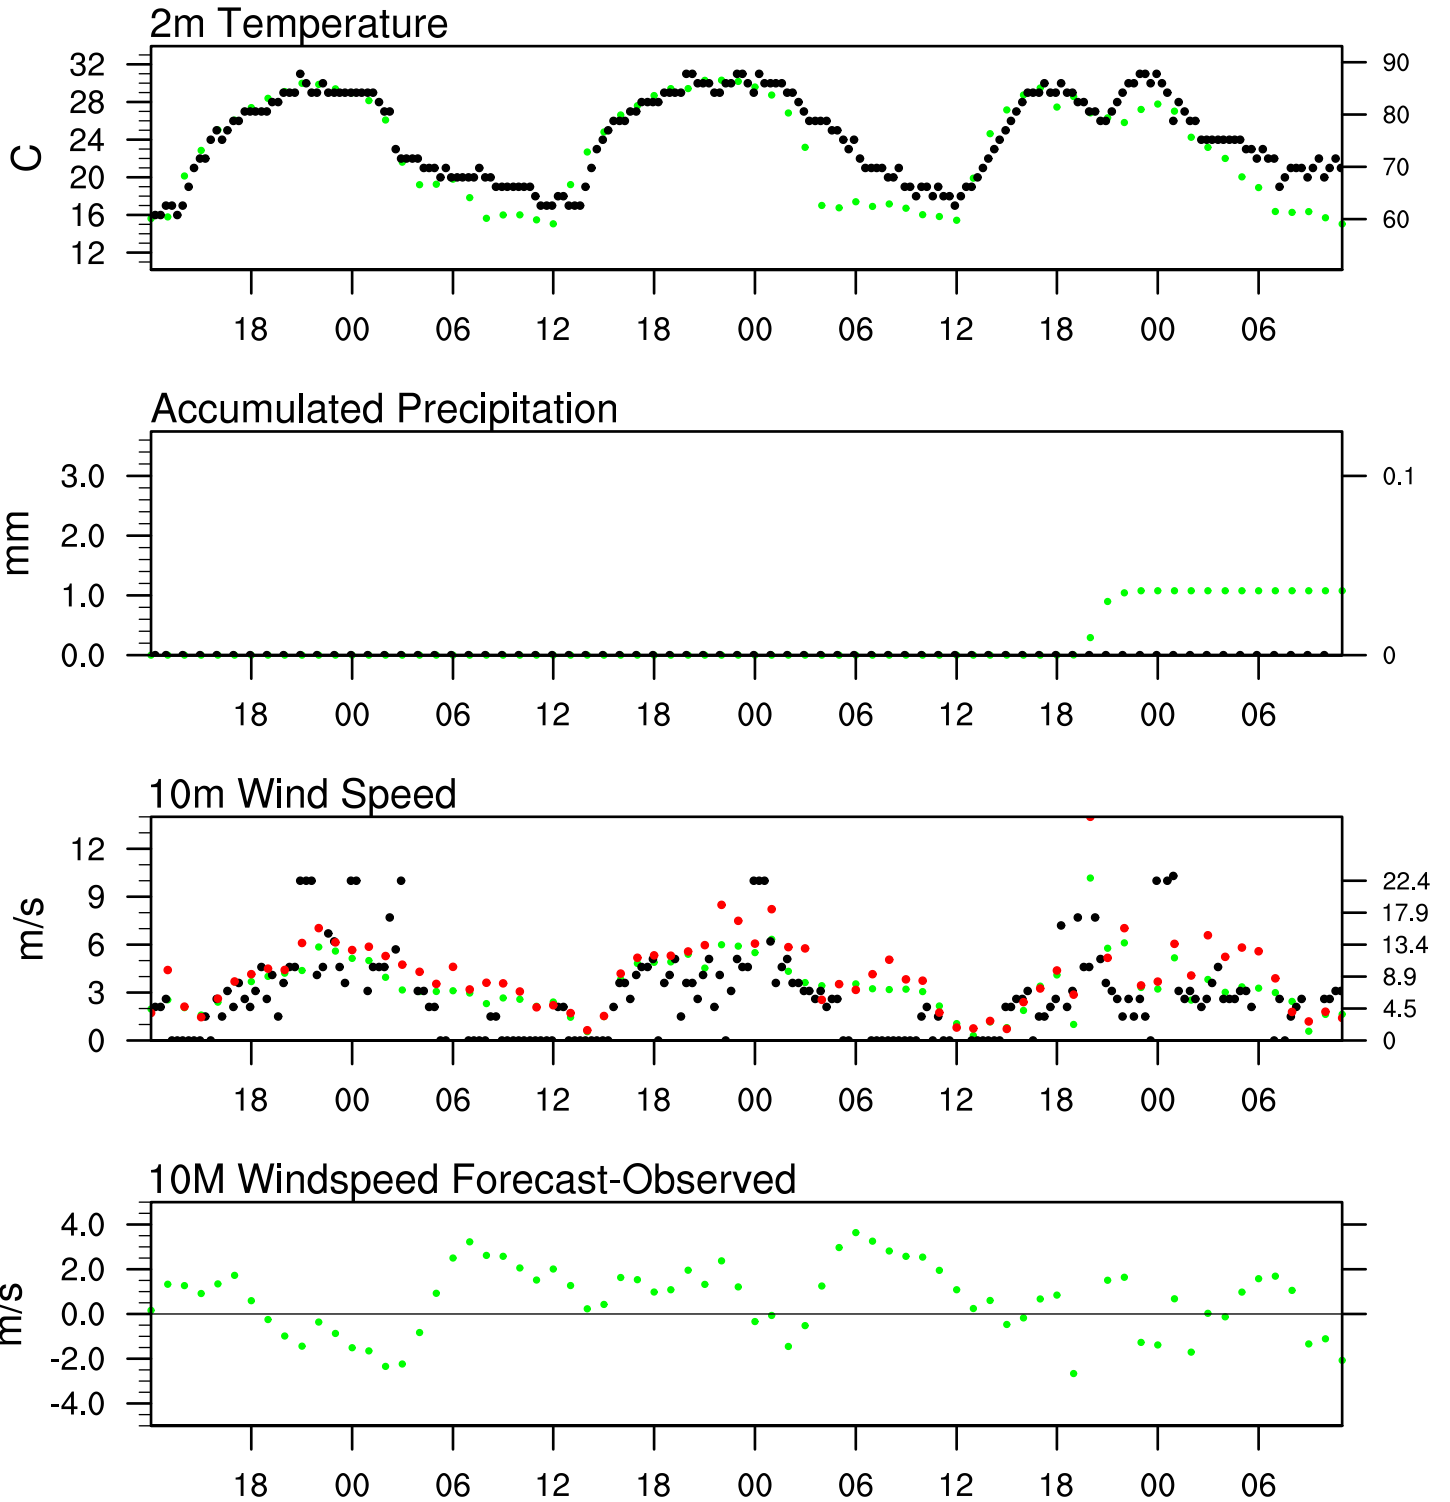 2m Temperature
32 90
28 80
24
C
20 70
16 60
12
18 00 06 12 18 00 06 12 18 00 06
Accumulated Precipitation
3.0 0.1
mm
2.0
1.0
0.0 0
18 00 06 12 18 00 06 12 18 00 06
10m Wind Speed
12
9 22.4
17.9
m/s
6 13.4
8.9
3 4.5
0 0
18 00 06 12 18 00 06 12 18 00 06
10M Windspeed Forecast-Observed
4.0
2.0
m/s
0.0
-2.0
-4.0
18 00 06 12 18 00 06 12 18 00 06